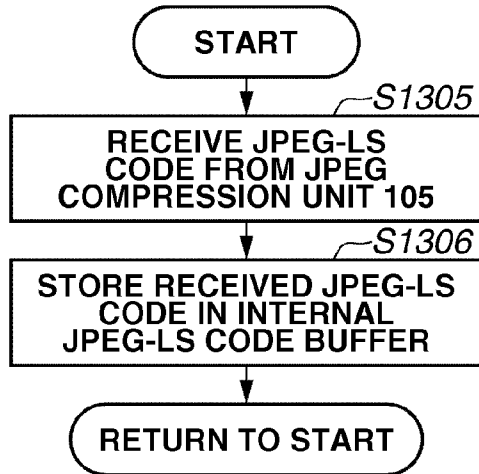 START
S1305
RECEIVE JPEG-LS
CODE FROM JPEG
COMPRESSION UNIT 105
S1306
STORE RECEIVED JPEG-LS
CODE IN INTERNAL
JPEG-LS CODE BUFFER
RETURN TO START